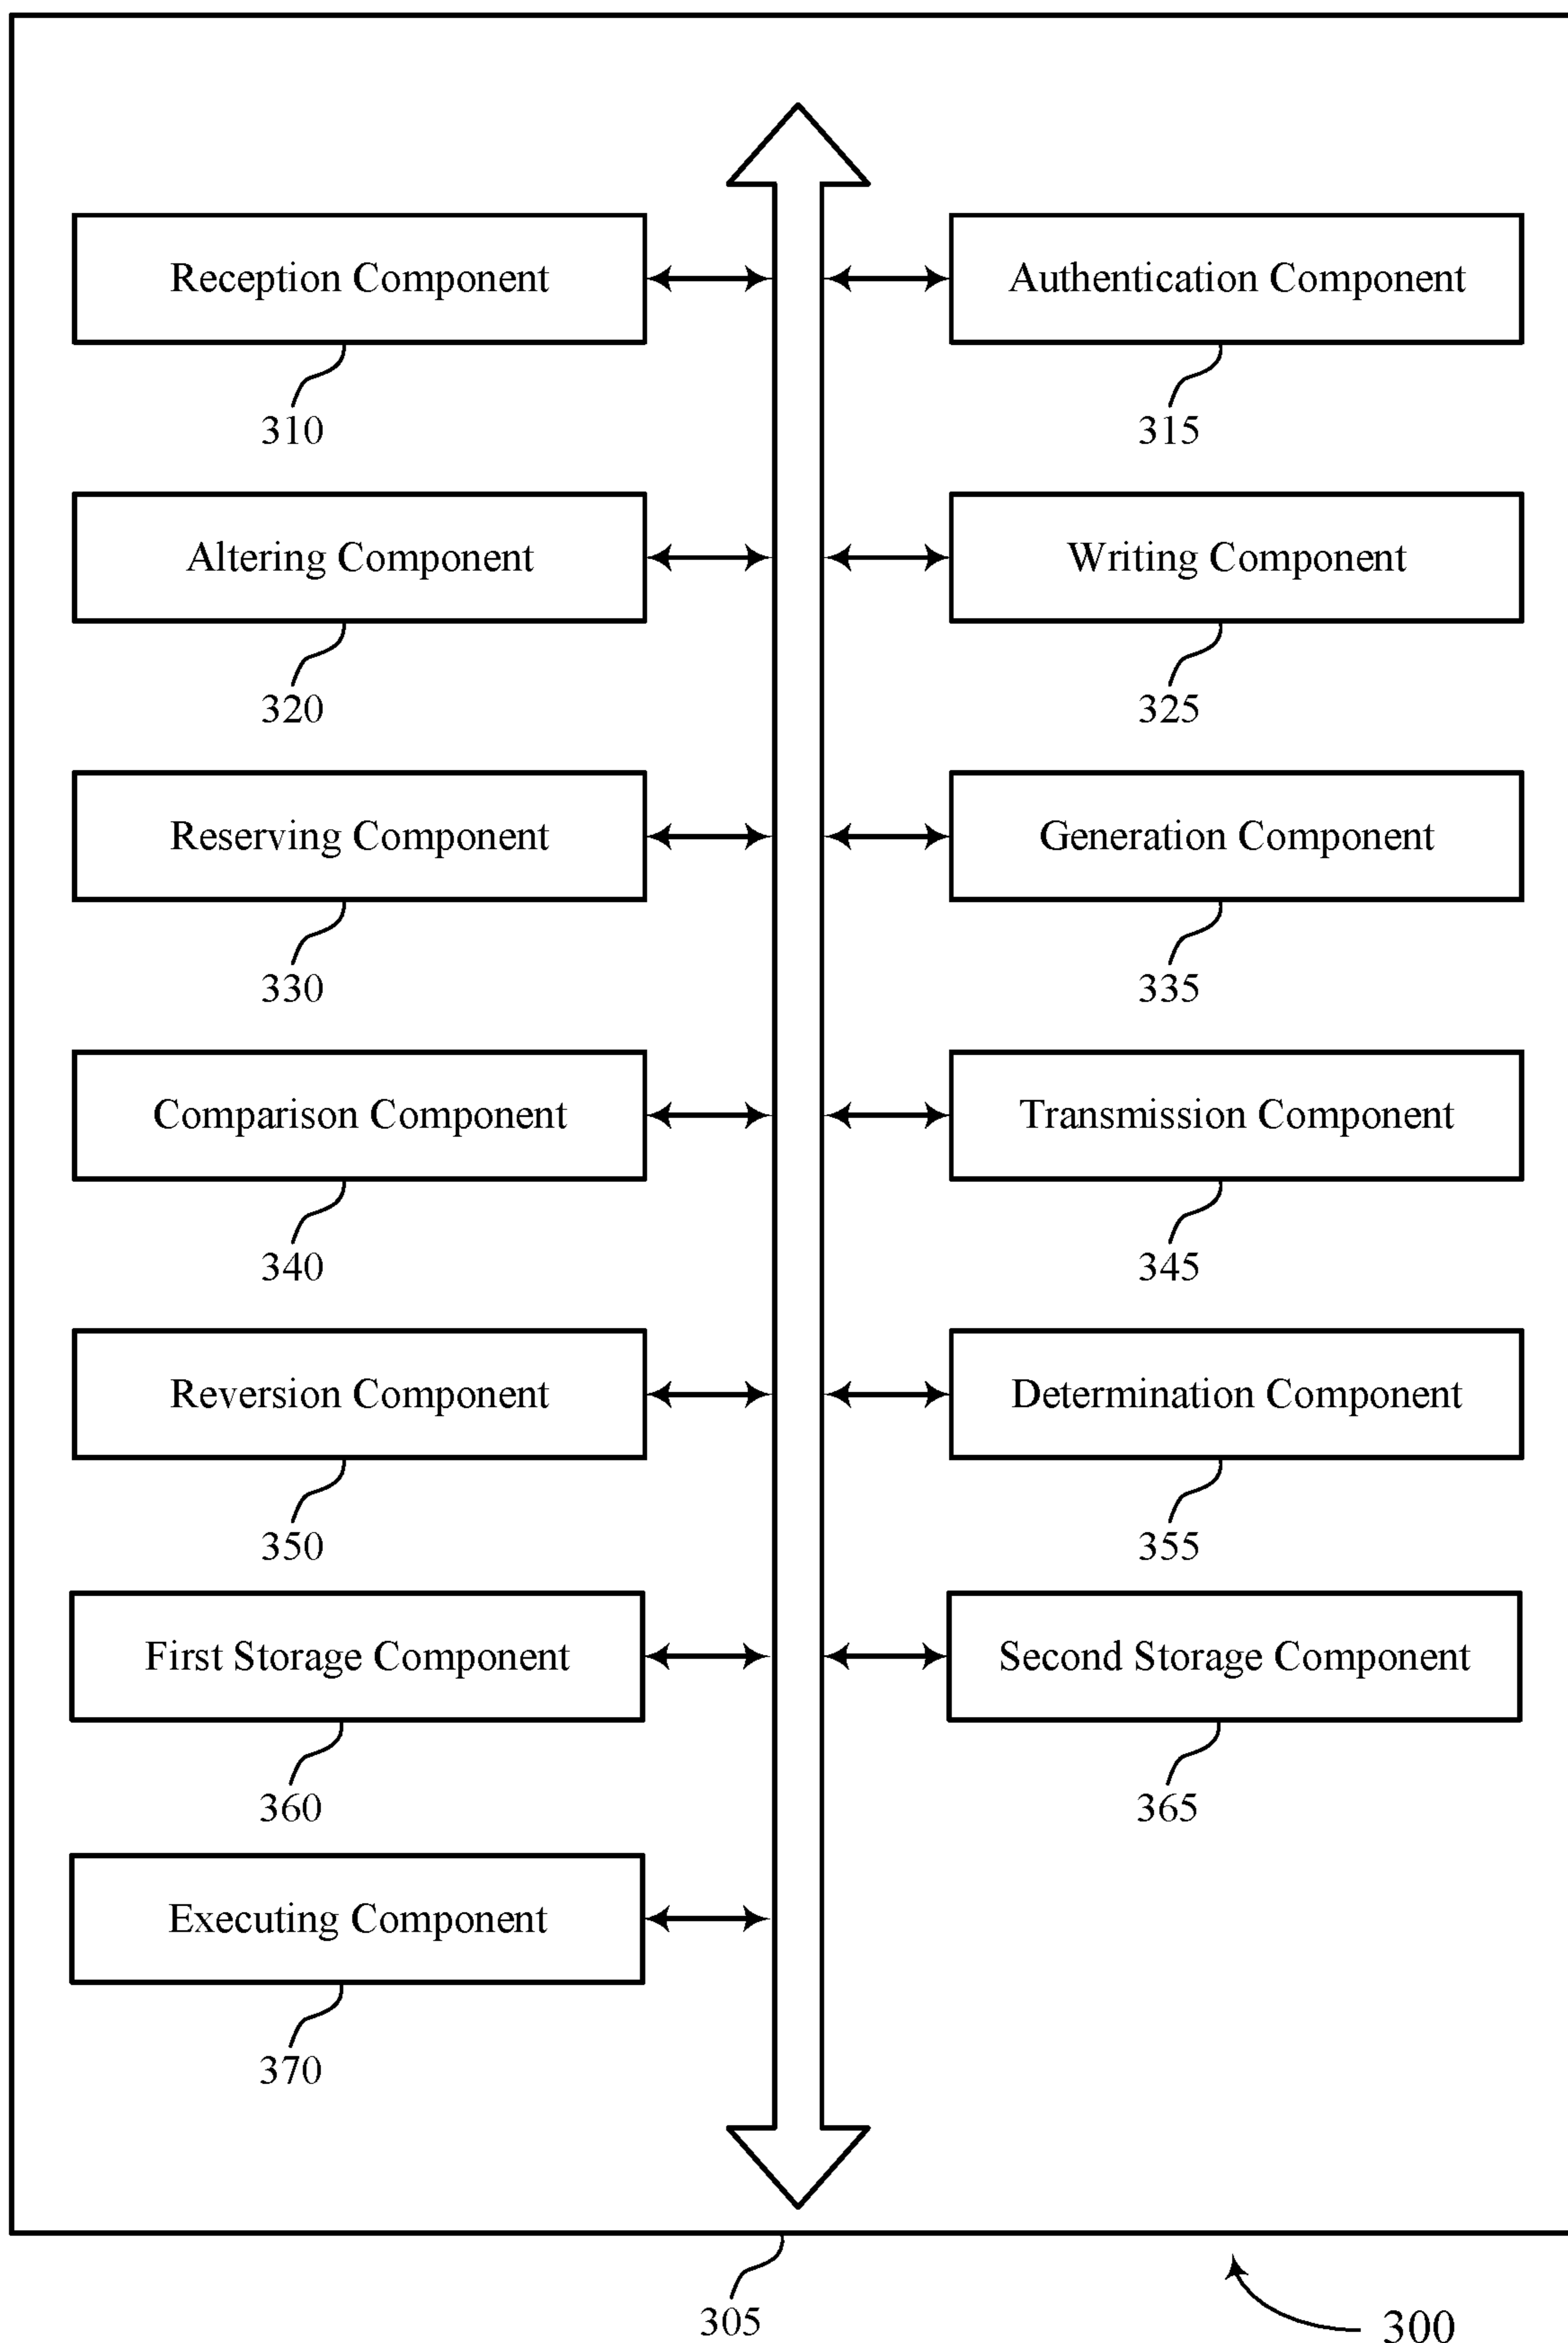 Reception Component
Authentication Component
310
315
Altering Component
Writing Component
320
325
Reserving Component
Generation Component
330
335
Comparison Component
Transmission Component
340
345
Reversion Component
Determination Component
350
355
First Storage Component
Second Storage Component
360
365
Executing Component
370
305
300